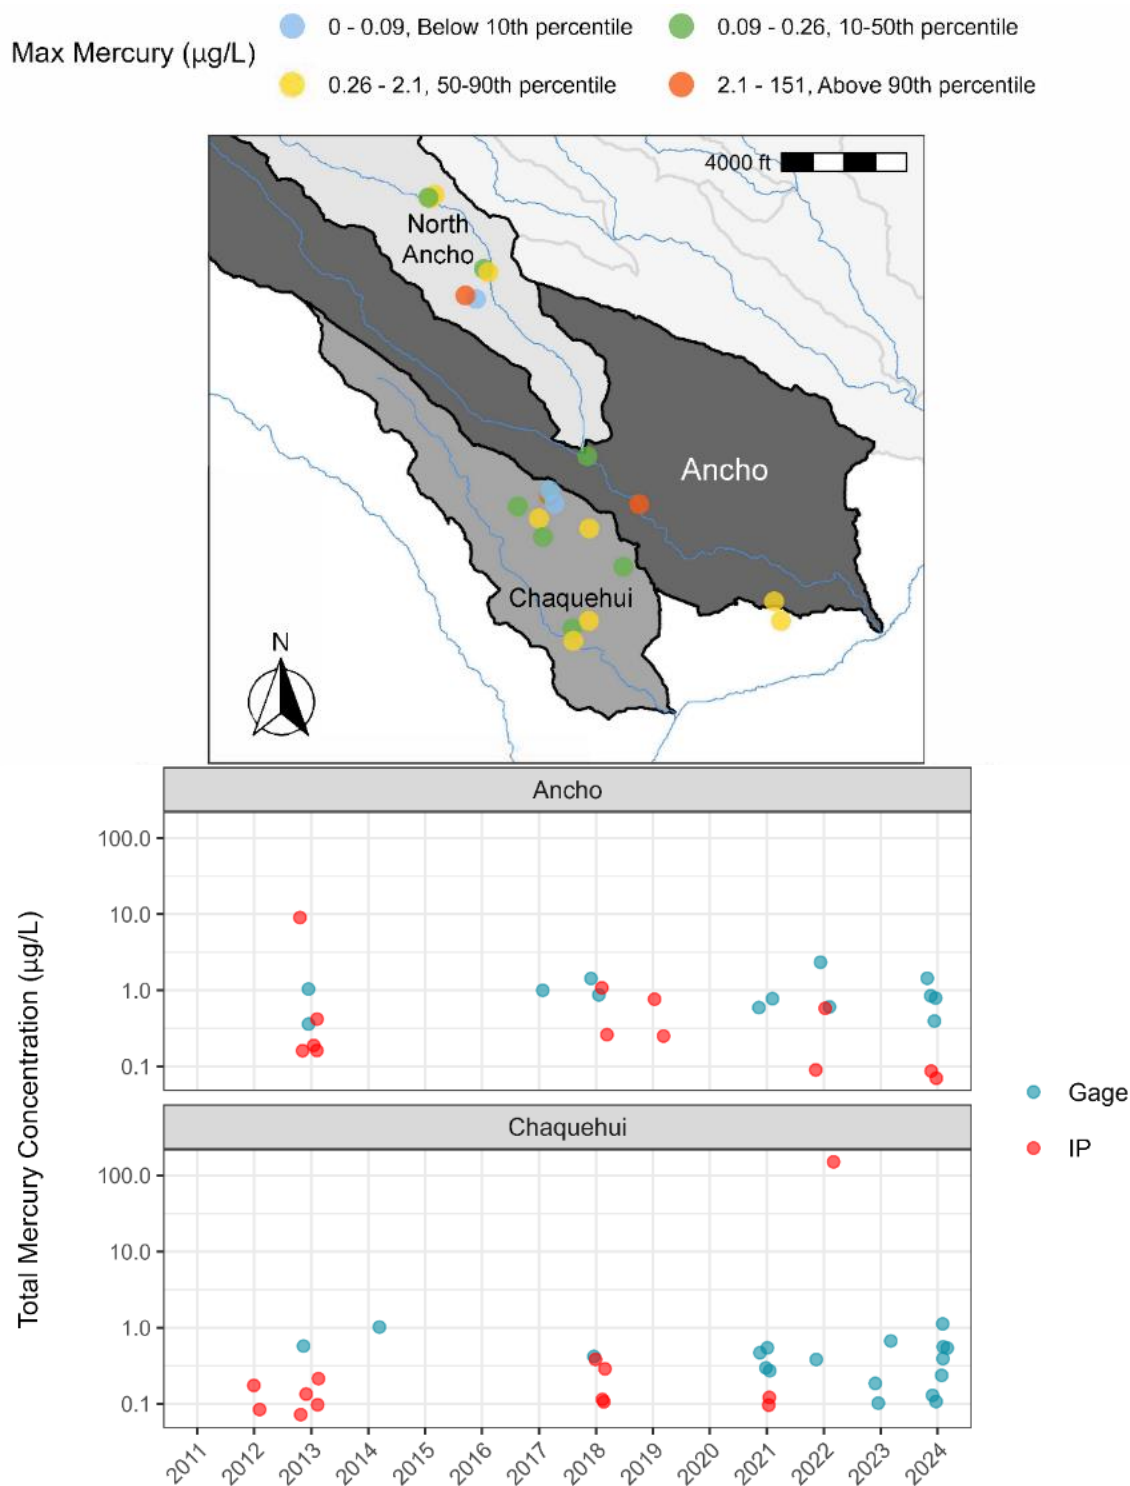 Max Mercury (µg/L)
0 - 0.09, Below 10th percentile
0.09 - 0.26, 10-50th percentile
0.26 - 2.1, 50-90th percentile
2.1 - 151, Above 90th percentile
4000 ft
North
Ancho
Ancho
Chaquehui
N
Ancho
100.0
10.0
1.0
0.1
Chaquehui
100.0
10.0
1.0
0.1
Total Mercury Concentration (µg/L)
2011
2012
2013
2014
2015
2016
2017
2018
2019
2020
2021
2022
2023
2024
Gage
IP